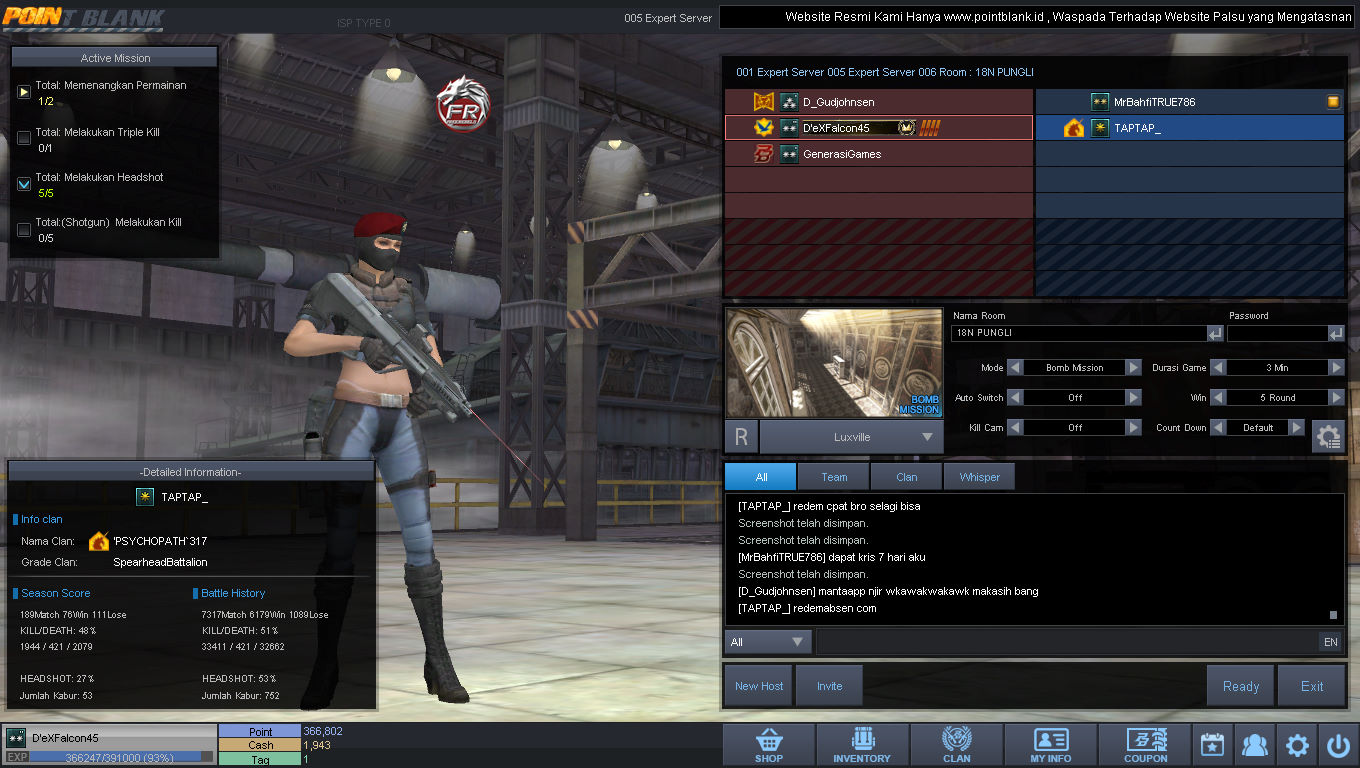 POINT BLANK
ISP TYPE 0
005 Expert Server
Website Resmi Kami Hanya www.pointblank.id , Waspada Terhadap Website Palsu yang Mengatasnan
Active Mission
Total: Memenangkan Permainan
1/2
Total: Melakukan Triple Kill
0/1
Total: Melakukan Headshot
5/5
Total:(Shotgun) Melakukan Kill
0/5
FR
001 Expert Server 005 Expert Server 006 Room : 18N PUNGLI
D_Gudjohnsen
MrBahfiTRUE786
D'eXFalcon45
TAPTAP_
GenerasiGames
BOMB
MISSION
R
Luxville
Nama Room
Password
18N PUNGLI
Mode
Bomb Mission
Durasi Game
3 Min
Auto Switch
Off
Win
5 Round
Kill Cam
Off
Count Down
Default
-Detailed Information-
TAPTAP_
Info clan
Nama Clan:
'PSYCHOPATH`317
Grade Clan:
SpearheadBattalion
Season Score
Battle History
189Match 76Win 111Lose
7317Match 6179Win 1089Lose
KILL/DEATH: 48%
KILL/DEATH: 51%
1944 / 421 / 2079
33411 / 421 / 32662
HEADSHOT: 27%
HEADSHOT: 53%
Jumlah Kabur: 53
Jumlah Kabur: 752
All
Team
Clan
Whisper
[TAPTAP_] redem cpat bro selagi bisa
Screenshot telah disimpan.
Screenshot telah disimpan.
[MrBahfiTRUE786] dapat kris 7 hari aku
Screenshot telah disimpan.
[D_Gudjohnsen] mantaapp njir wkawakwakawk makasih bang
[TAPTAP_] redemabsen com
All
EN
New Host
Invite
Ready
Exit
D'eXFalcon45
EXP
366247/391000 (93%)
Point
366,802
Cash
1,943
Tag
1
SHOP
INVENTORY
CLAN
MY INFO
COUPON